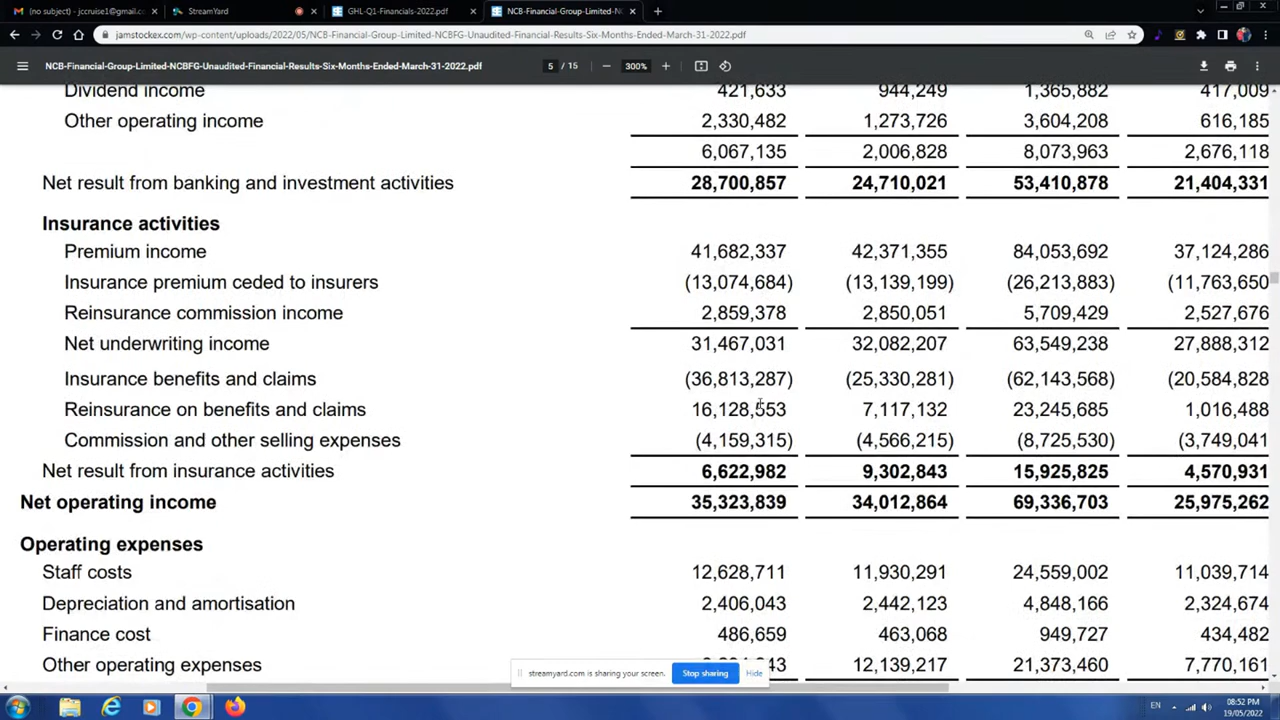 (no subject) - jccruise1@gmail.co
StreamYard
GHL-Q1-Financials-2022.pdf
NCB-Financial-Group-Limited-NC
jamstockex.com/wp-content/uploads/2022/05/NCB-Financial-Group-Limited-NCBFG-Unaudited-Financial-Results-Six-Months-Ended-March-31-2022.pdf
NCB-Financial-Group-Limited-NCBFG-Unaudited-Financial-Results-Six-Months-Ended-March-31-2022.pdf 5 / 15 300%
Dividend income 421,633 944,249 1,365,882 417,009
Other operating income 2,330,482 1,273,726 3,604,208 616,185
6,067,135 2,006,828 8,073,963 2,676,118
Net result from banking and investment activities 28,700,857 24,710,021 53,410,878 21,404,331
Insurance activities
Premium income 41,682,337 42,371,355 84,053,692 37,124,286
Insurance premium ceded to insurers (13,074,684) (13,139,199) (26,213,883) (11,763,650
Reinsurance commission income 2,859,378 2,850,051 5,709,429 2,527,676
Net underwriting income 31,467,031 32,082,207 63,549,238 27,888,312
Insurance benefits and claims (36,813,287) (25,330,281) (62,143,568) (20,584,828
Reinsurance on benefits and claims 16,128,553 7,117,132 23,245,685 1,016,488
Commission and other selling expenses (4,159,315) (4,566,215) (8,725,530) (3,749,041
Net result from insurance activities 6,622,982 9,302,843 15,925,825 4,570,931
Net operating income 35,323,839 34,012,864 69,336,703 25,975,262
Operating expenses
Staff costs 12,628,711 11,930,291 24,559,002 11,039,714
Depreciation and amortisation 2,406,043 2,442,123 4,848,166 2,324,674
Finance cost 486,659 463,068 949,727 434,482
Other operating expenses 12,139,217 21,373,460 7,770,161
streamyard.com is sharing your screen. Stop sharing Hide
EN 08:52 PM
19/05/2022